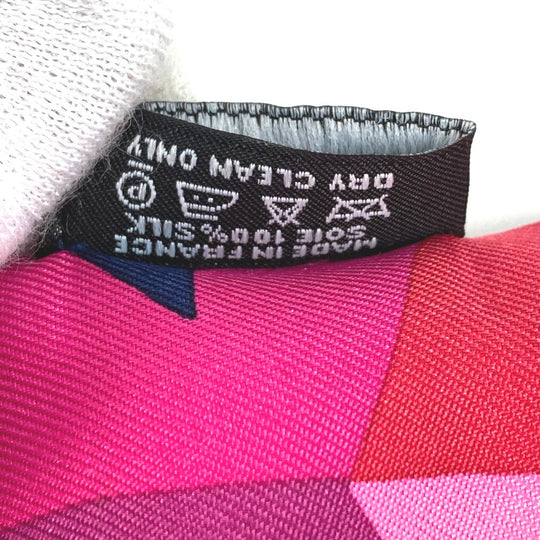 MADE IN FRANCE
SOIE 100% SILK
P
DRY CLEAN ONLY